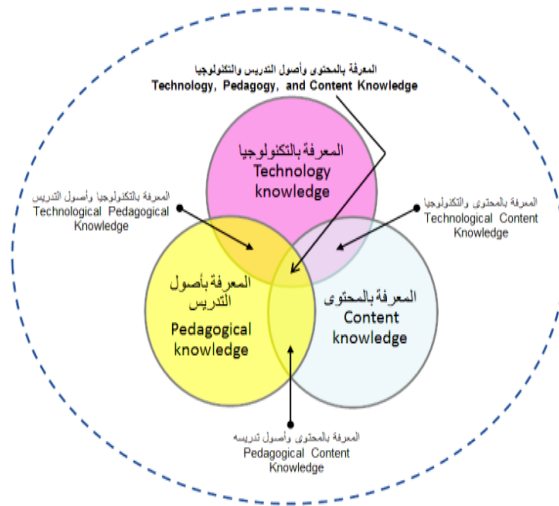 المعرفة بالمحتوى وأصول التدريس والتكنولوجيا
Technology, Pedagogy, and Content Knowledge
المعرفة بالتكنولوجيا
Technology
knowledge
المعرفة بالتكنولوجيا وأصول التدريس
Technological Pedagogical
Knowledge
المعرفة بالمحتوى والتكنولوجيا
Technological Content
Knowledge
المعرفة بأصول
التدريس
Pedagogical
knowledge
المعرفة بالمحتوى
Content
knowledge
المعرفة بالمحتوى وأصول تدريسه
Pedagogical Content
Knowledge